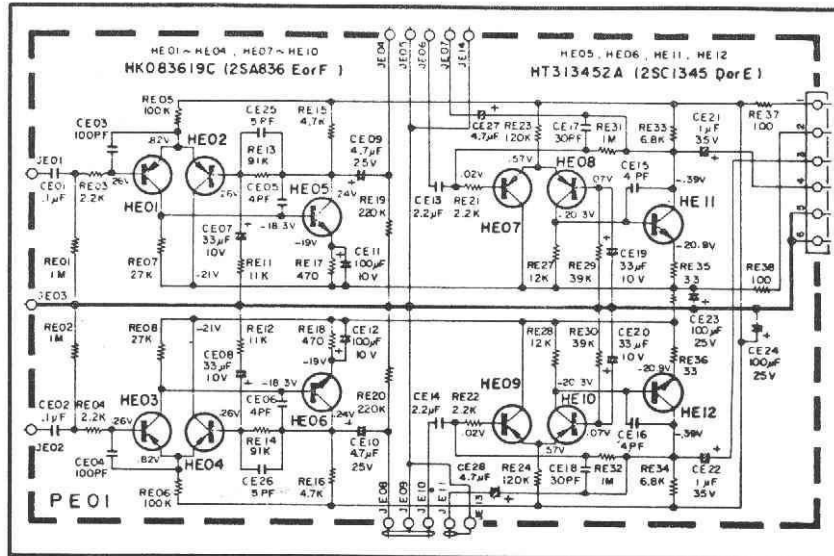 HE01~HE04, HE07~HE10
HK083619C (2SA836 EorF)
HE05, HE06, HE11, HE12
HT313452A (2SC1345 DorE)
JE04
JE05
JE06
JE07
JE14
RE05
100K
CE03
100PF
.82V
HE02
CE25
5PF
RE13
91K
CE05
4PF
RE15
4.7K
CE09
4.7µF
25V
JE01
CE01
.1µF
RE03
2.2K
.26V
HE01
.26V
HE05
.24V
RE19
220K
CE07
33µF
10V
-18.3V
-19V
CE11
100µF
10V
RE01
1M
RE07
27K
-21V
RE11
11K
RE17
470
JE03
CE27
4.7µF
RE23
120K
CE17
30PF
RE31
1M
RE33
6.8K
CE21
1µF
35V
RE37
100
1
2
3
4
5
6
.57V
HE08
.07V
CE15
4PF
-.39V
CE13
2.2µF
.02V
RE21
2.2K
HE07
-20.3V
HE11
-20.9V
RE27
12K
RE29
39K
CE19
33µF
10V
RE35
33
RE38
100
CE23
100µF
25V
CE24
100µF
25V
RE02
1M
RE08
27K
-21V
RE12
11K
RE18
470
CE12
100µF
10V
CE08
33µF
10V
-19V
-18.3V
HE03
CE06
4PF
HE06
RE20
220K
CE02
.1µF
RE04
2.2K
.26V
.26V
.24V
JE02
.82V
HE04
RE14
91K
CE10
4.7µF
25V
CE04
100PF
CE26
5PF
RE16
4.7K
RE06
100K
PE01
RE28
12K
RE30
39K
CE20
33µF
10V
RE36
33
-20.9V
HE09
-20.3V
HE10
HE12
CE14
2.2µF
RE22
2.2K
.02V
.57V
.07V
CE16
4PF
-.39V
CE28
4.7µF
RE24
120K
CE18
30PF
RE32
1M
RE34
6.8K
CE22
1µF
35V
JE08
JE09
JE10
JE11
JE13